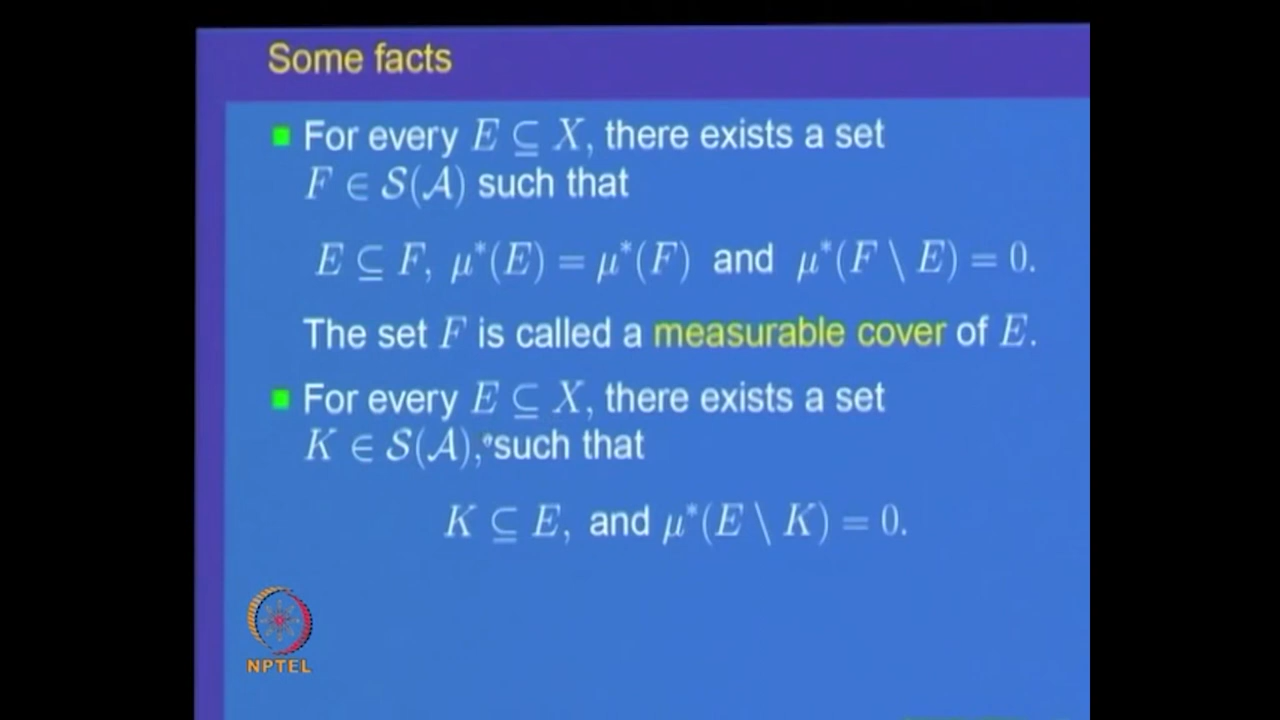 Some facts
For every E ⊆ X, there exists a set
F ∈ S(A) such that
E ⊆ F, μ*(E) = μ*(F) and μ*(F \ E) = 0.
The set F is called a measurable cover of E.
For every E ⊆ X, there exists a set
K ∈ S(A), such that
K ⊆ E, and μ*(E \ K) = 0.
NPTEL